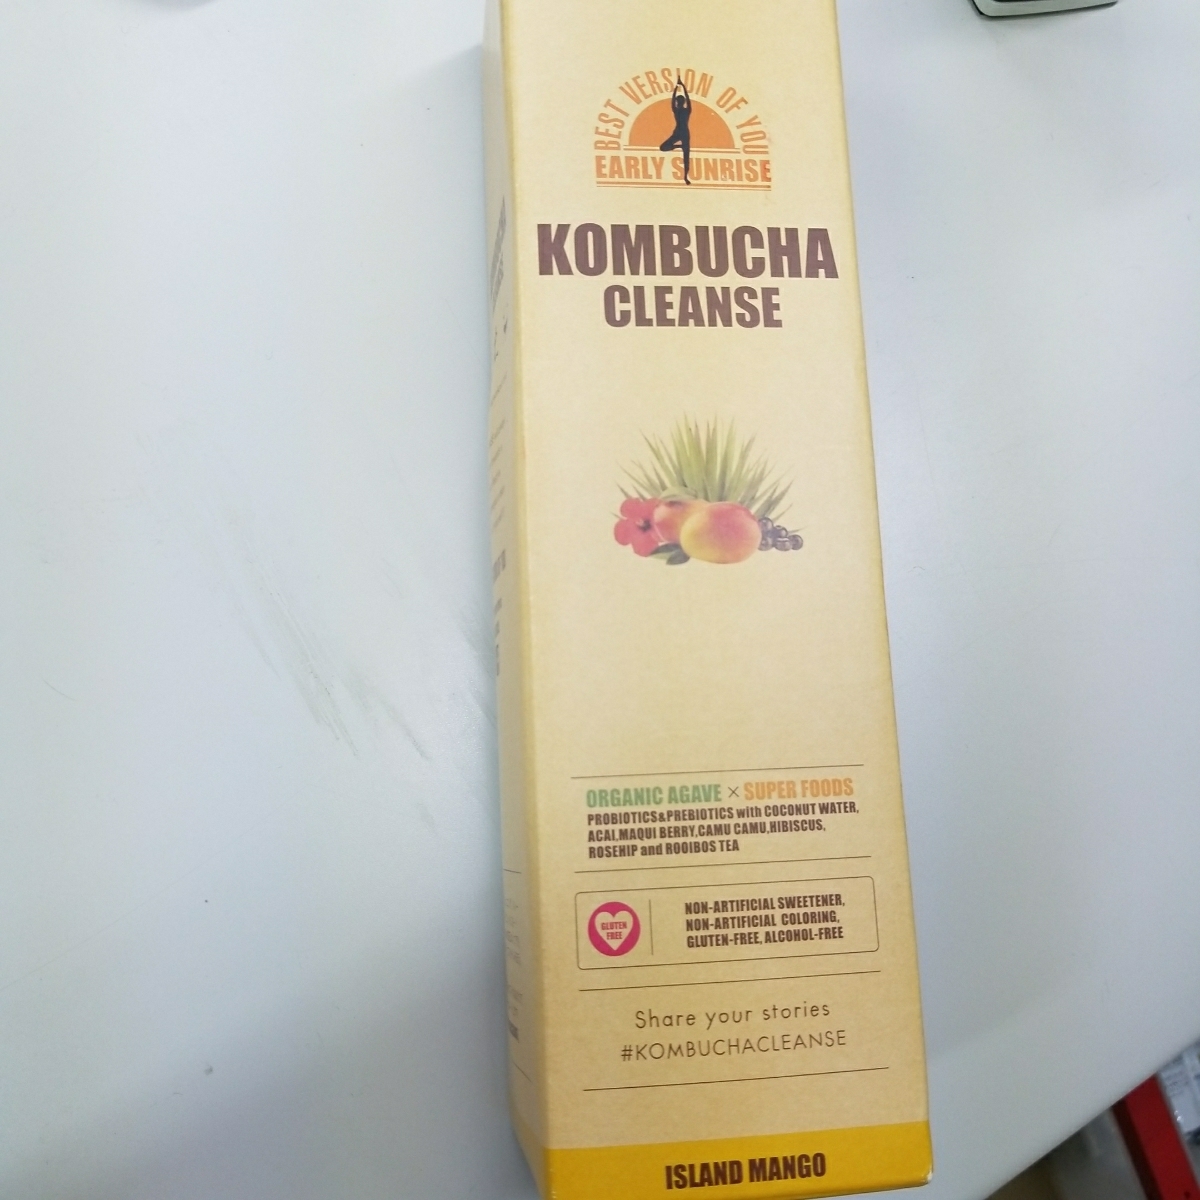 BEST VERSION OF YOU
EARLY SUNRISE
KOMBUCHA
CLEANSE
ORGANIC AGAVE × SUPER FOODS
PROBIOTICS&PREBIOTICS with COCONUT WATER,
ACAI,MAQUI BERRY,CAMU CAMU,HIBISCUS,
ROSEHIP and ROOIBOS TEA
GLUTEN
FREE
NON-ARTIFICIAL SWEETENER,
NON-ARTIFICIAL COLORING,
GLUTEN-FREE, ALCOHOL-FREE
Share your stories
#KOMBUCHACLEANSE
ISLAND MANGO